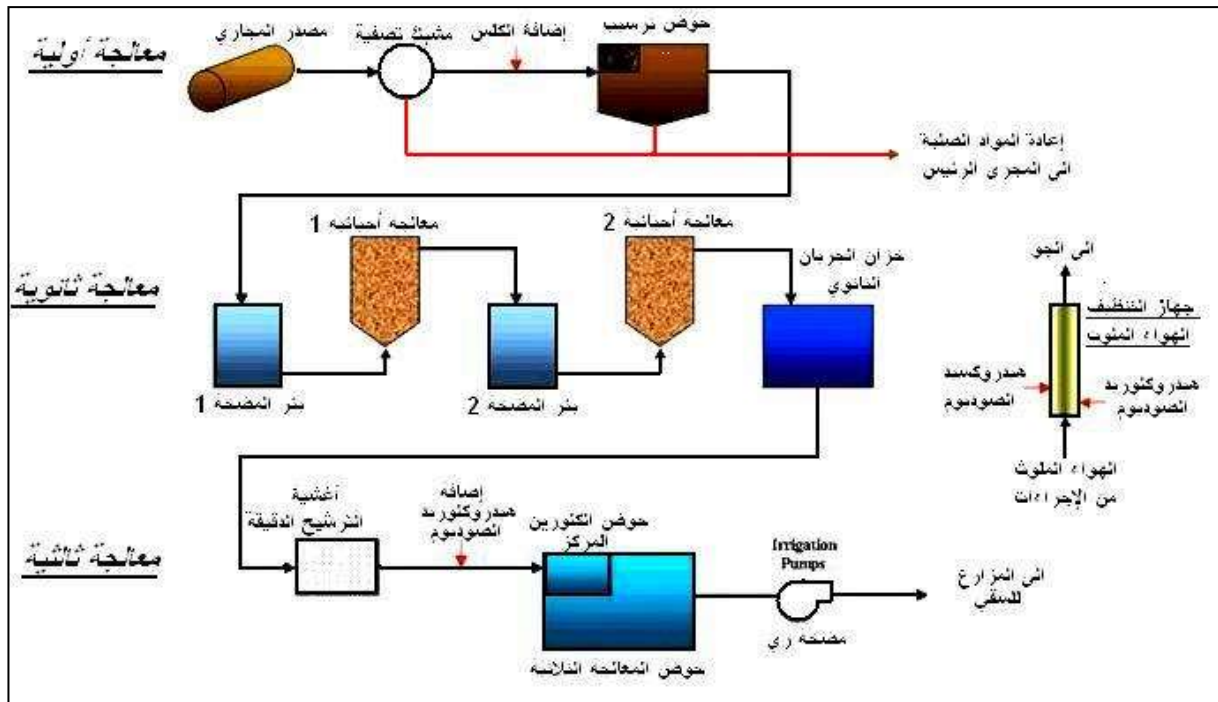 معالجة أولية
مصدر المجاري
مشبك تصفية
إضافة الكلس
حوض ترسيب
إعادة المواد الصلبة
الى المجرى الرئيس
معالجة ثانوية
معالجة أحيائية 1
معالجة أحيائية 2
خزان الجريان
الثانوي
بئر المضخة 1
بئر المضخة 2
الى الجو
جهاز التنظيف
الهواء الملوث
هيدروكسيد
الصوديوم
هيدروكلوريد
الصوديوم
الهواء الملوث
من الإجراءات
معالجة ثالثية
أغشية
الترشيح الدقيقة
إضافة
هيدروكلوريد
الصوديوم
حوض الكلورين
المركز
حوض المعالجة الثلاثية
Irrigation
Pumps
مضخة ري
الى المزارع
للسقي